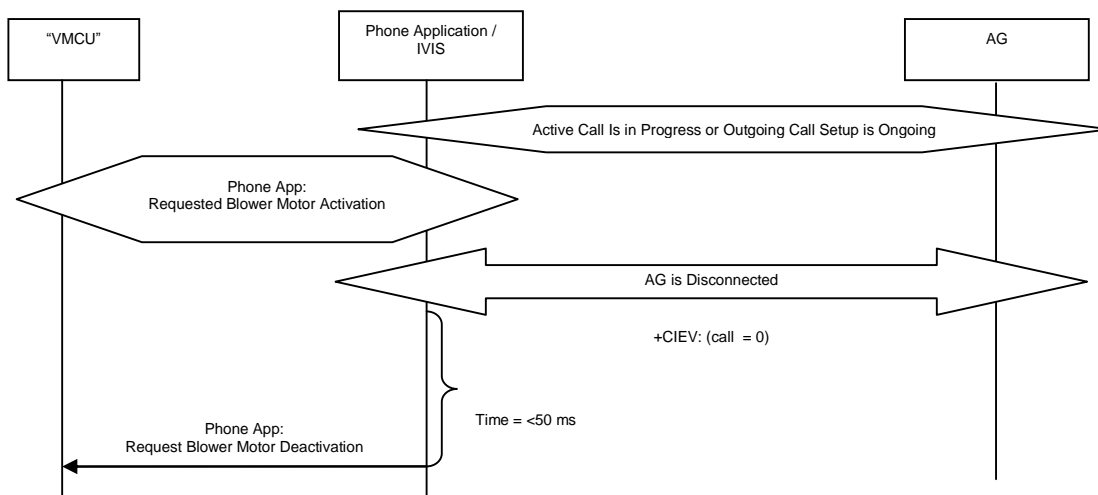 “VMCU”
Phone Application /
IVIS
AG
Active Call Is in Progress or Outgoing Call Setup is Ongoing
Phone App:
Requested Blower Motor Activation
AG is Disconnected
+CIEV: (call = 0)
Time = <50 ms
Phone App:
Request Blower Motor Deactivation